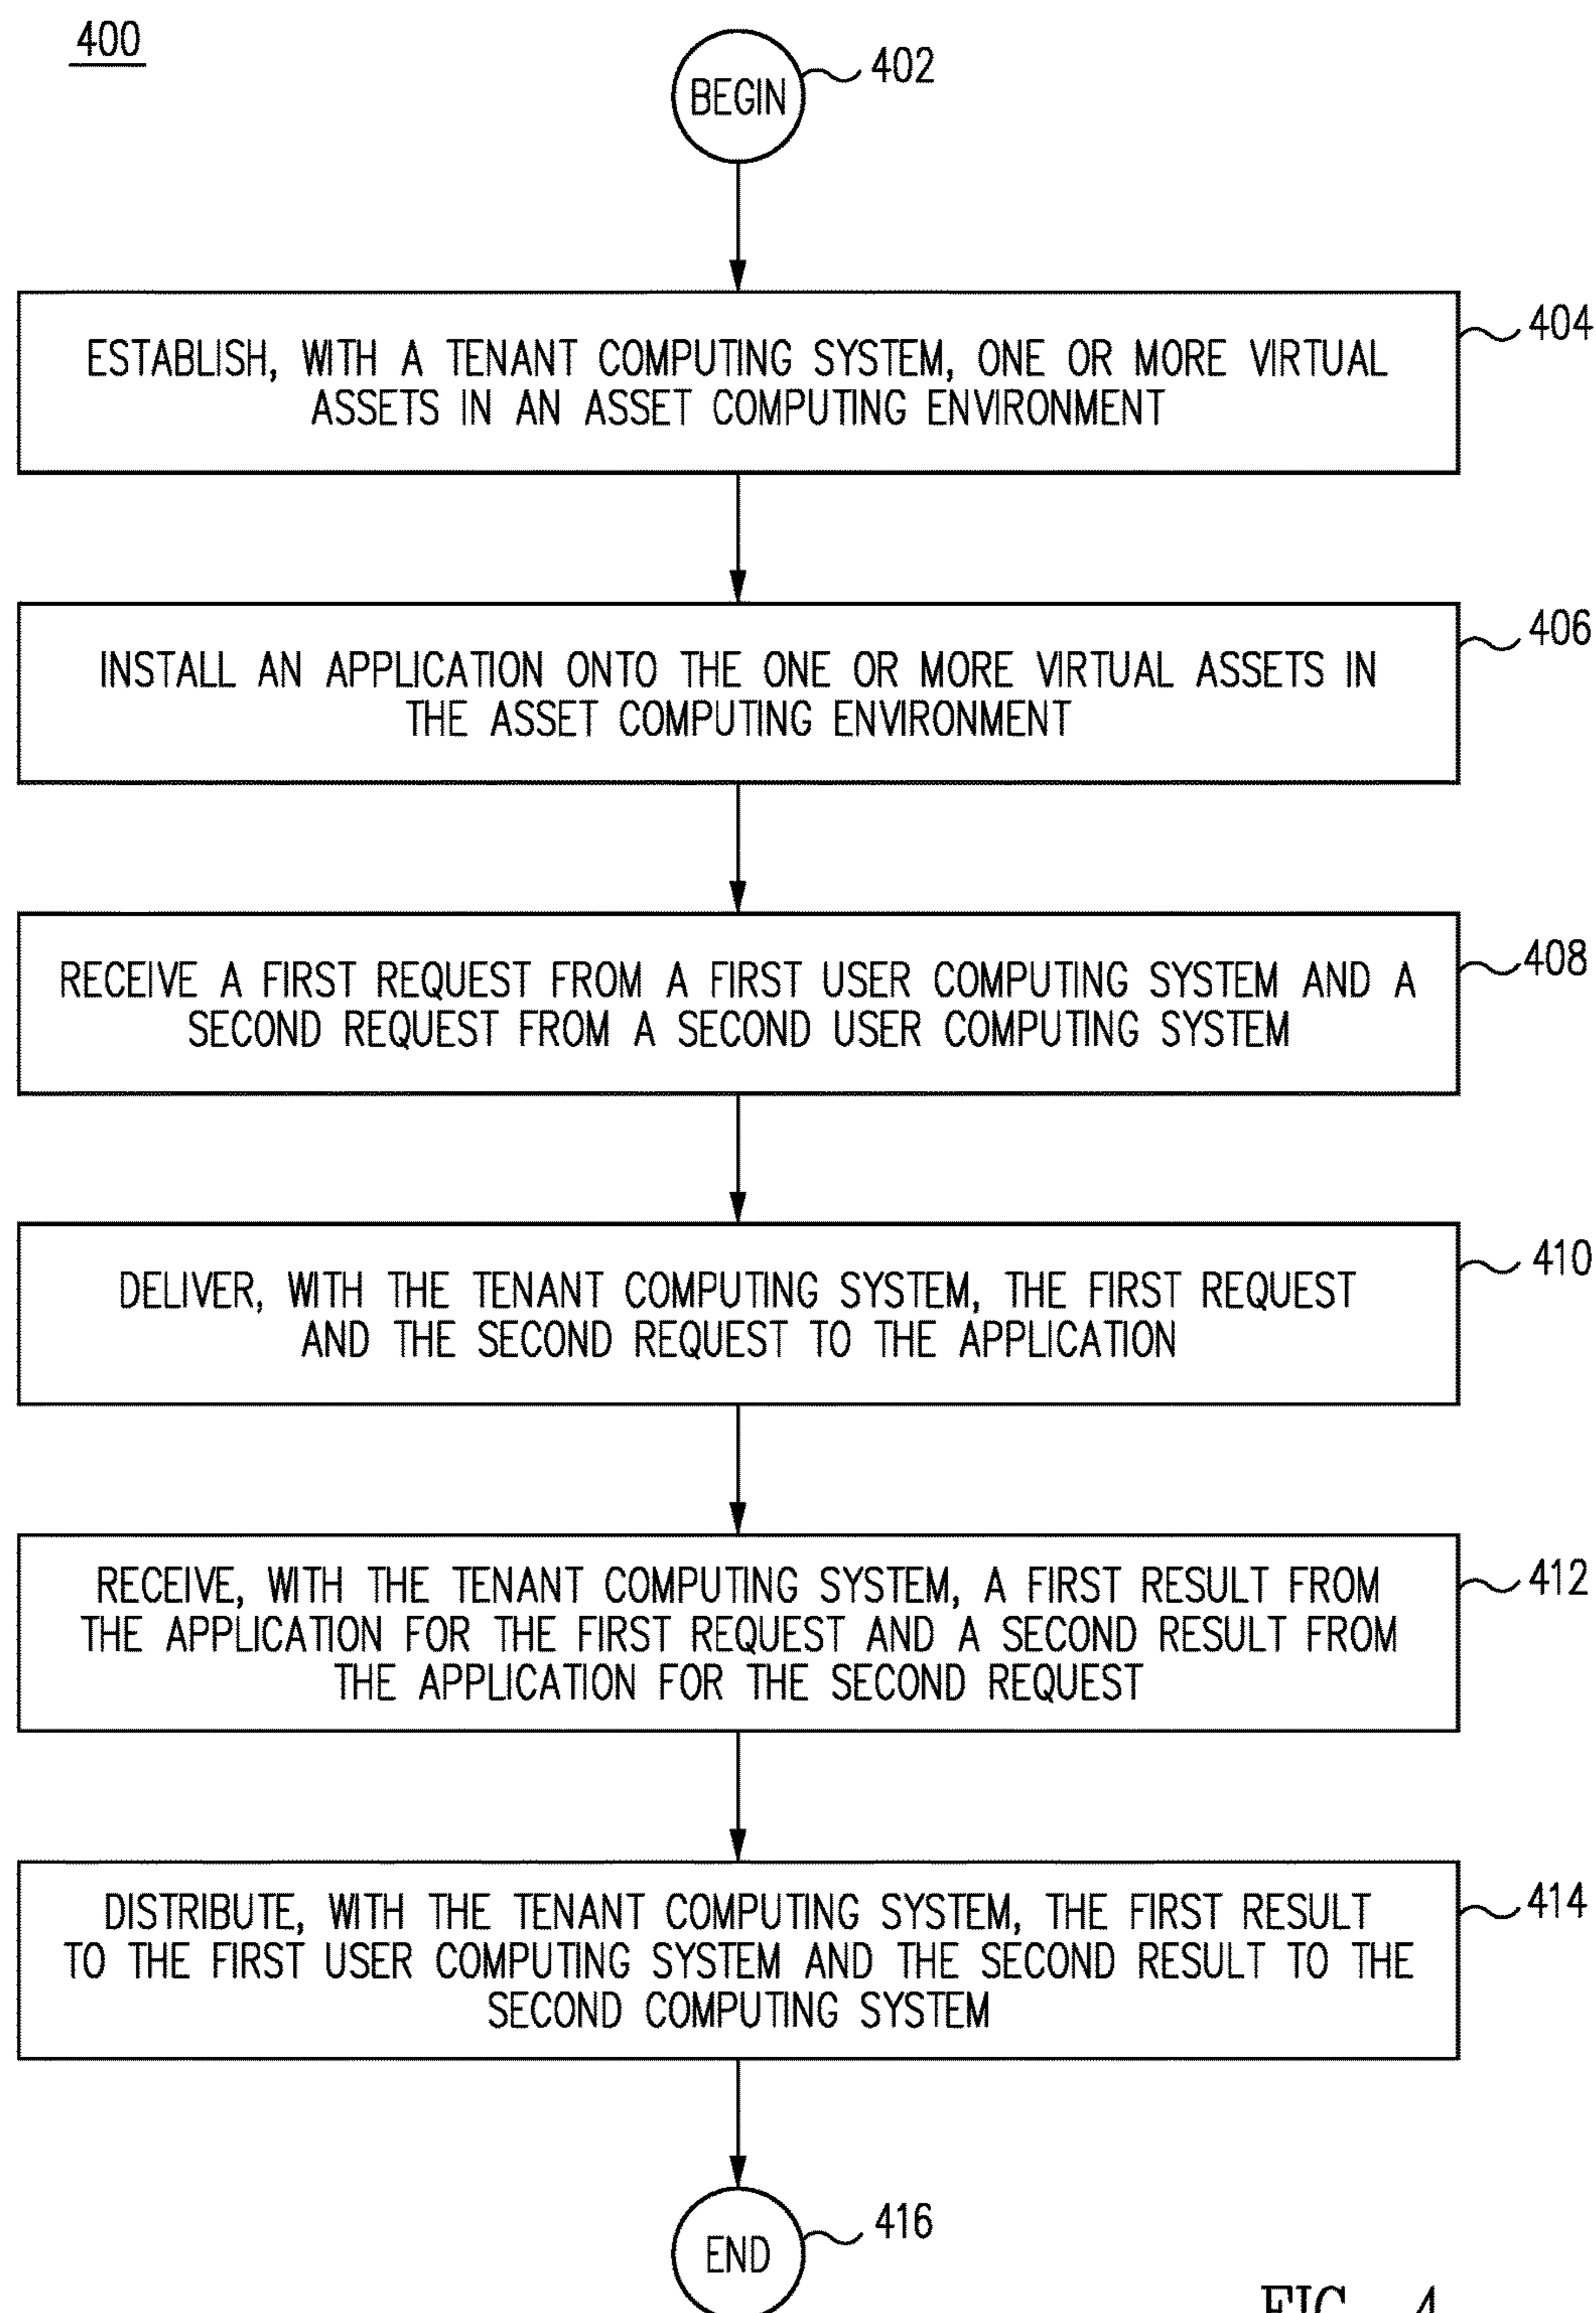 400
BEGIN
402
ESTABLISH, WITH A TENANT COMPUTING SYSTEM, ONE OR MORE VIRTUAL
ASSETS IN AN ASSET COMPUTING ENVIRONMENT
404
INSTALL AN APPLICATION ONTO THE ONE OR MORE VIRTUAL ASSETS IN
THE ASSET COMPUTING ENVIRONMENT
406
RECEIVE A FIRST REQUEST FROM A FIRST USER COMPUTING SYSTEM AND A
SECOND REQUEST FROM A SECOND USER COMPUTING SYSTEM
408
DELIVER, WITH THE TENANT COMPUTING SYSTEM, THE FIRST REQUEST
AND THE SECOND REQUEST TO THE APPLICATION
410
RECEIVE, WITH THE TENANT COMPUTING SYSTEM, A FIRST RESULT FROM
THE APPLICATION FOR THE FIRST REQUEST AND A SECOND RESULT FROM
THE APPLICATION FOR THE SECOND REQUEST
412
DISTRIBUTE, WITH THE TENANT COMPUTING SYSTEM, THE FIRST RESULT
TO THE FIRST USER COMPUTING SYSTEM AND THE SECOND RESULT TO THE
SECOND COMPUTING SYSTEM
414
END
416
FIG. 4